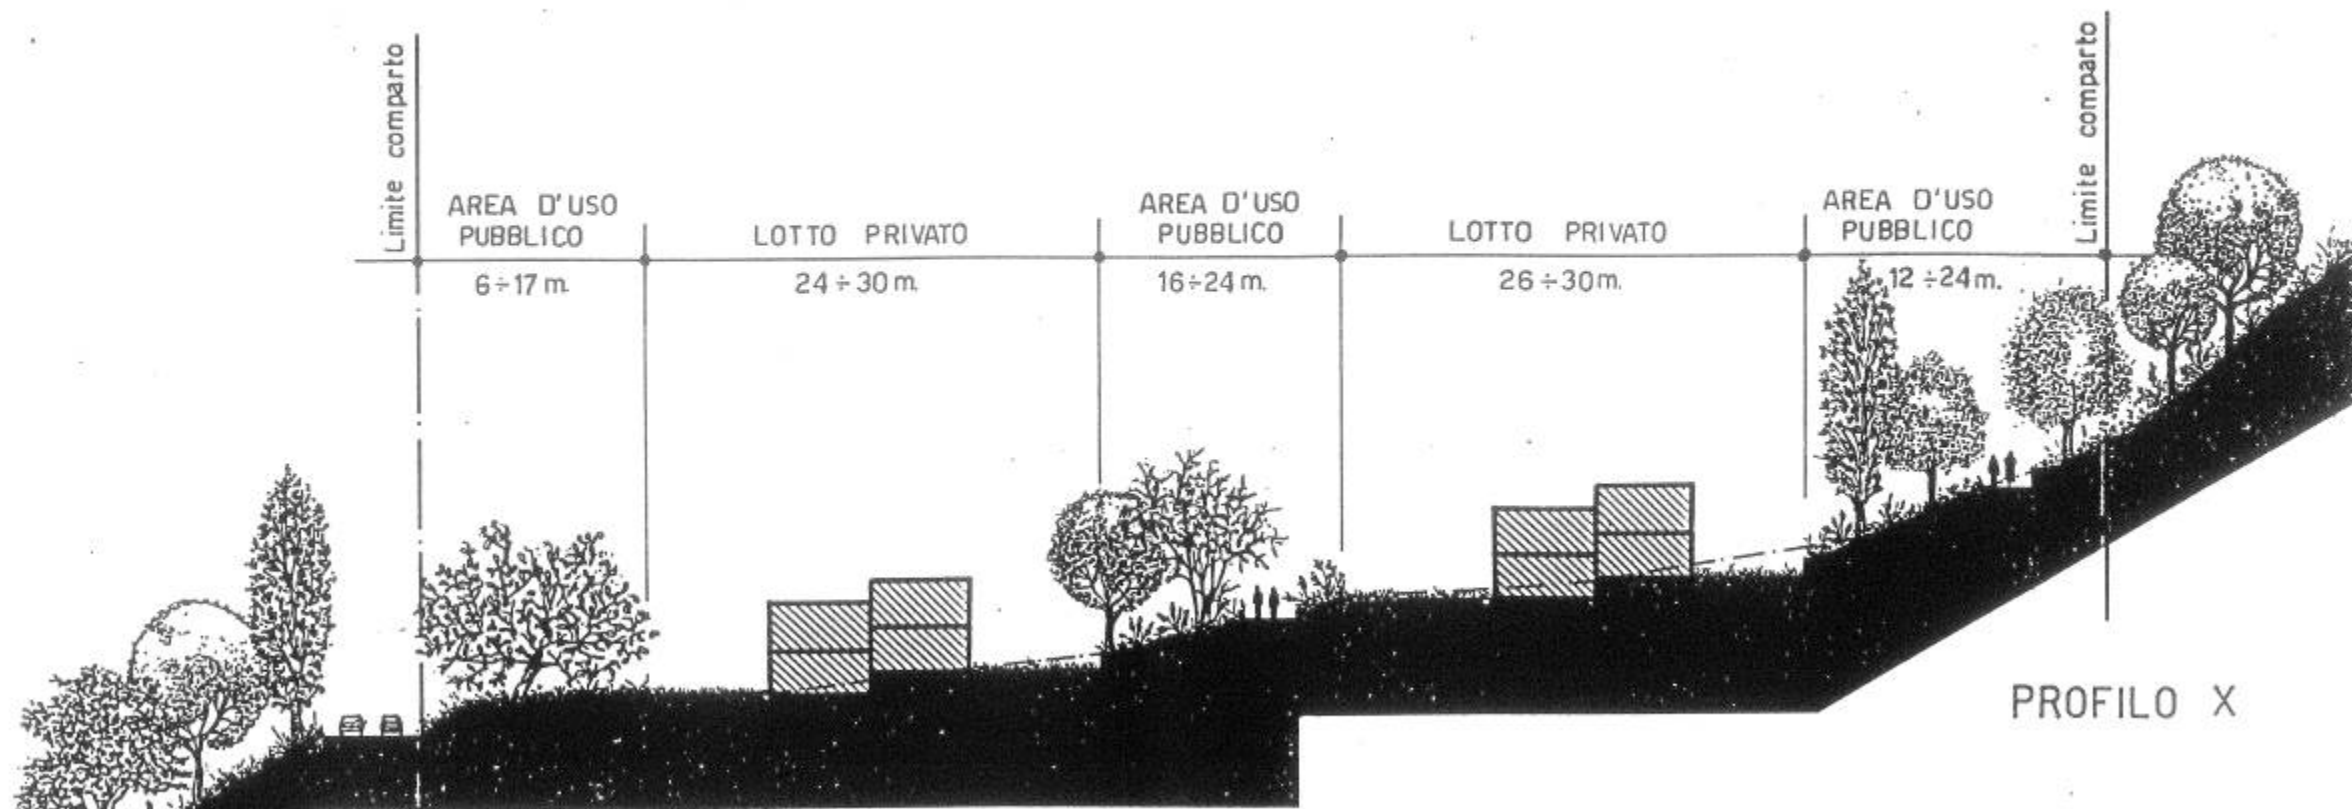 Limite comparto
AREA D'USO
PUBBLICO
6÷17 m.
LOTTO PRIVATO
24÷30 m.
AREA D'USO
PUBBLICO
16÷24 m.
LOTTO PRIVATO
26÷30 m.
AREA D'USO
PUBBLICO
12÷24 m.
Limite comparto
PROFILO X